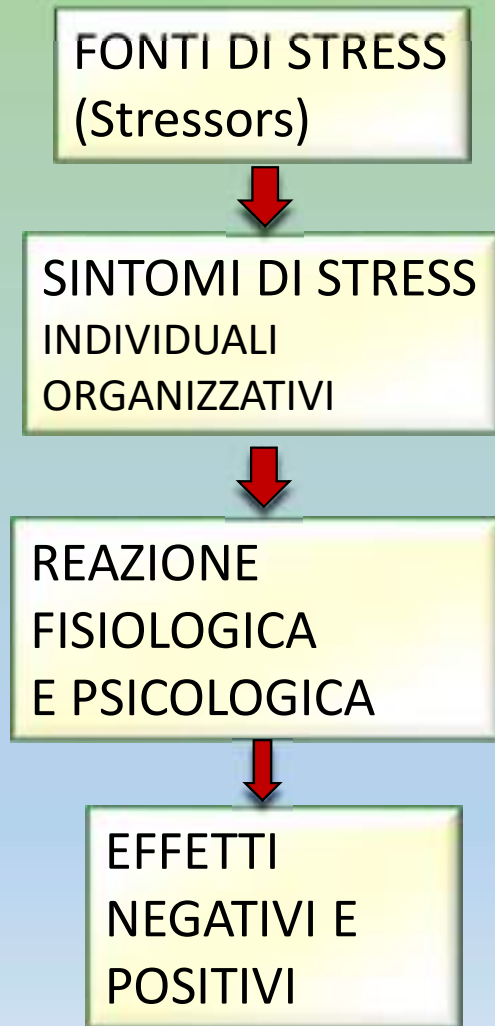 FONTI DI STRESS
(Stressors)
SINTOMI DI STRESS
INDIVIDUALI
ORGANIZZATIVI
REAZIONE
FISIOLOGICA
E PSICOLOGICA
EFFETTI
NEGATIVI E
POSITIVI